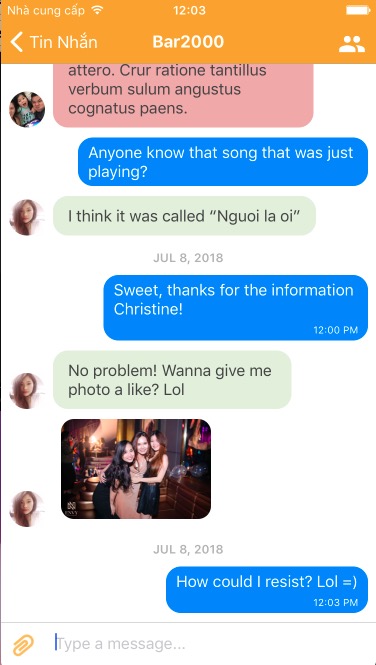 Nhà cung cấp
12:03
Tin Nhắn
Bar2000
attero. Crur ratione tantillus
verbum sulum angustus
cognatus paens.
Anyone know that song that was just
playing?
I think it was called “Nguoi la oi”
JUL 8, 2018
Sweet, thanks for the information
Christine!
12:00 PM
No problem! Wanna give me
photo a like? Lol
ENVY
JUL 8, 2018
How could I resist? Lol =)
12:03 PM
Type a message...